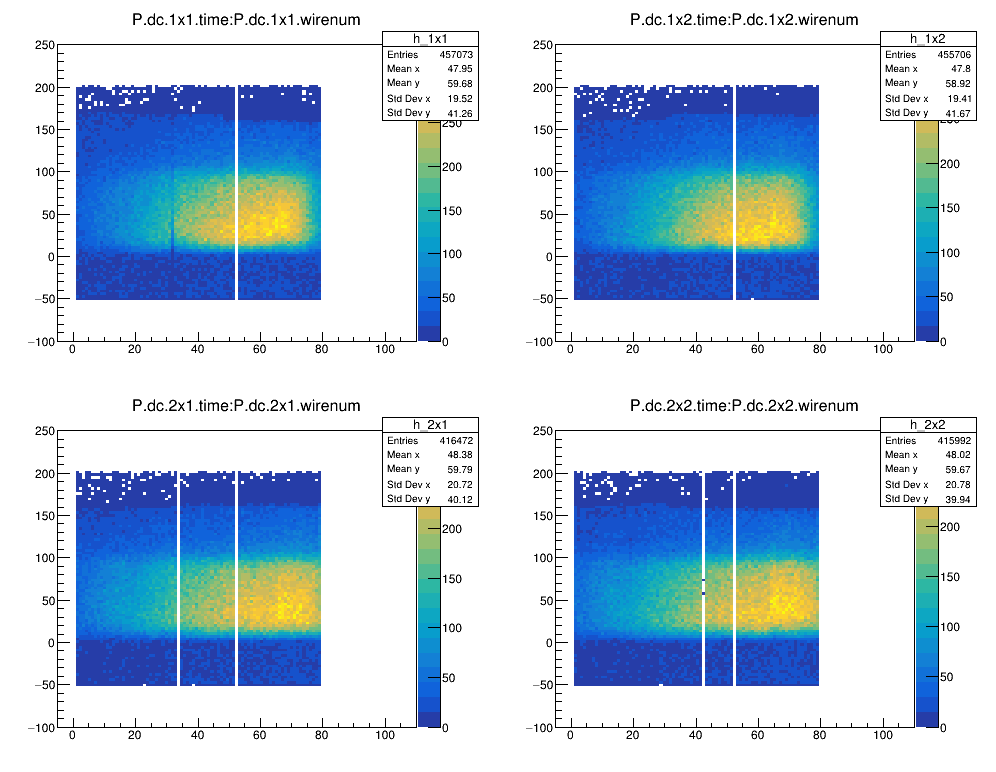 P.dc.1x1.time:P.dc.1x1.wirenum
h_1x1
Entries 457073
Mean x 47.95
Mean y 59.68
Std Dev x 19.52
Std Dev y 41.26
250
200
150
100
50
0
−50
−100
0 20 40 60 80 100
250
200
150
100
50
0
P.dc.1x2.time:P.dc.1x2.wirenum
h_1x2
Entries 455706
Mean x 47.8
Mean y 58.92
Std Dev x 19.41
Std Dev y 41.67
250
200
150
100
50
0
−50
−100
0 20 40 60 80 100
250
200
150
100
50
0
P.dc.2x1.time:P.dc.2x1.wirenum
h_2x1
Entries 416472
Mean x 48.38
Mean y 59.79
Std Dev x 20.72
Std Dev y 40.12
250
200
150
100
50
0
−50
−100
0 20 40 60 80 100
200
150
100
50
0
P.dc.2x2.time:P.dc.2x2.wirenum
h_2x2
Entries 415992
Mean x 48.02
Mean y 59.67
Std Dev x 20.78
Std Dev y 39.94
250
200
150
100
50
0
−50
−100
0 20 40 60 80 100
200
150
100
50
0